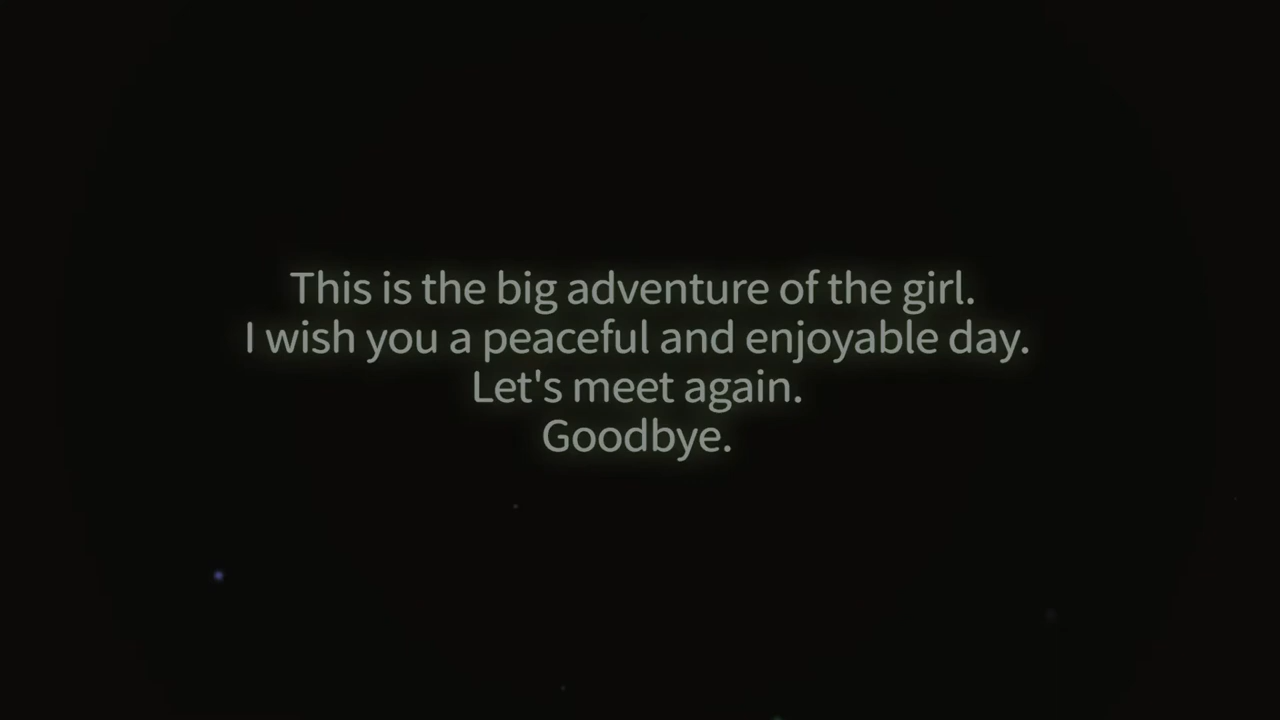 This is the big adventure of the girl.
I wish you a peaceful and enjoyable day.
Let's meet again.
Goodbye.